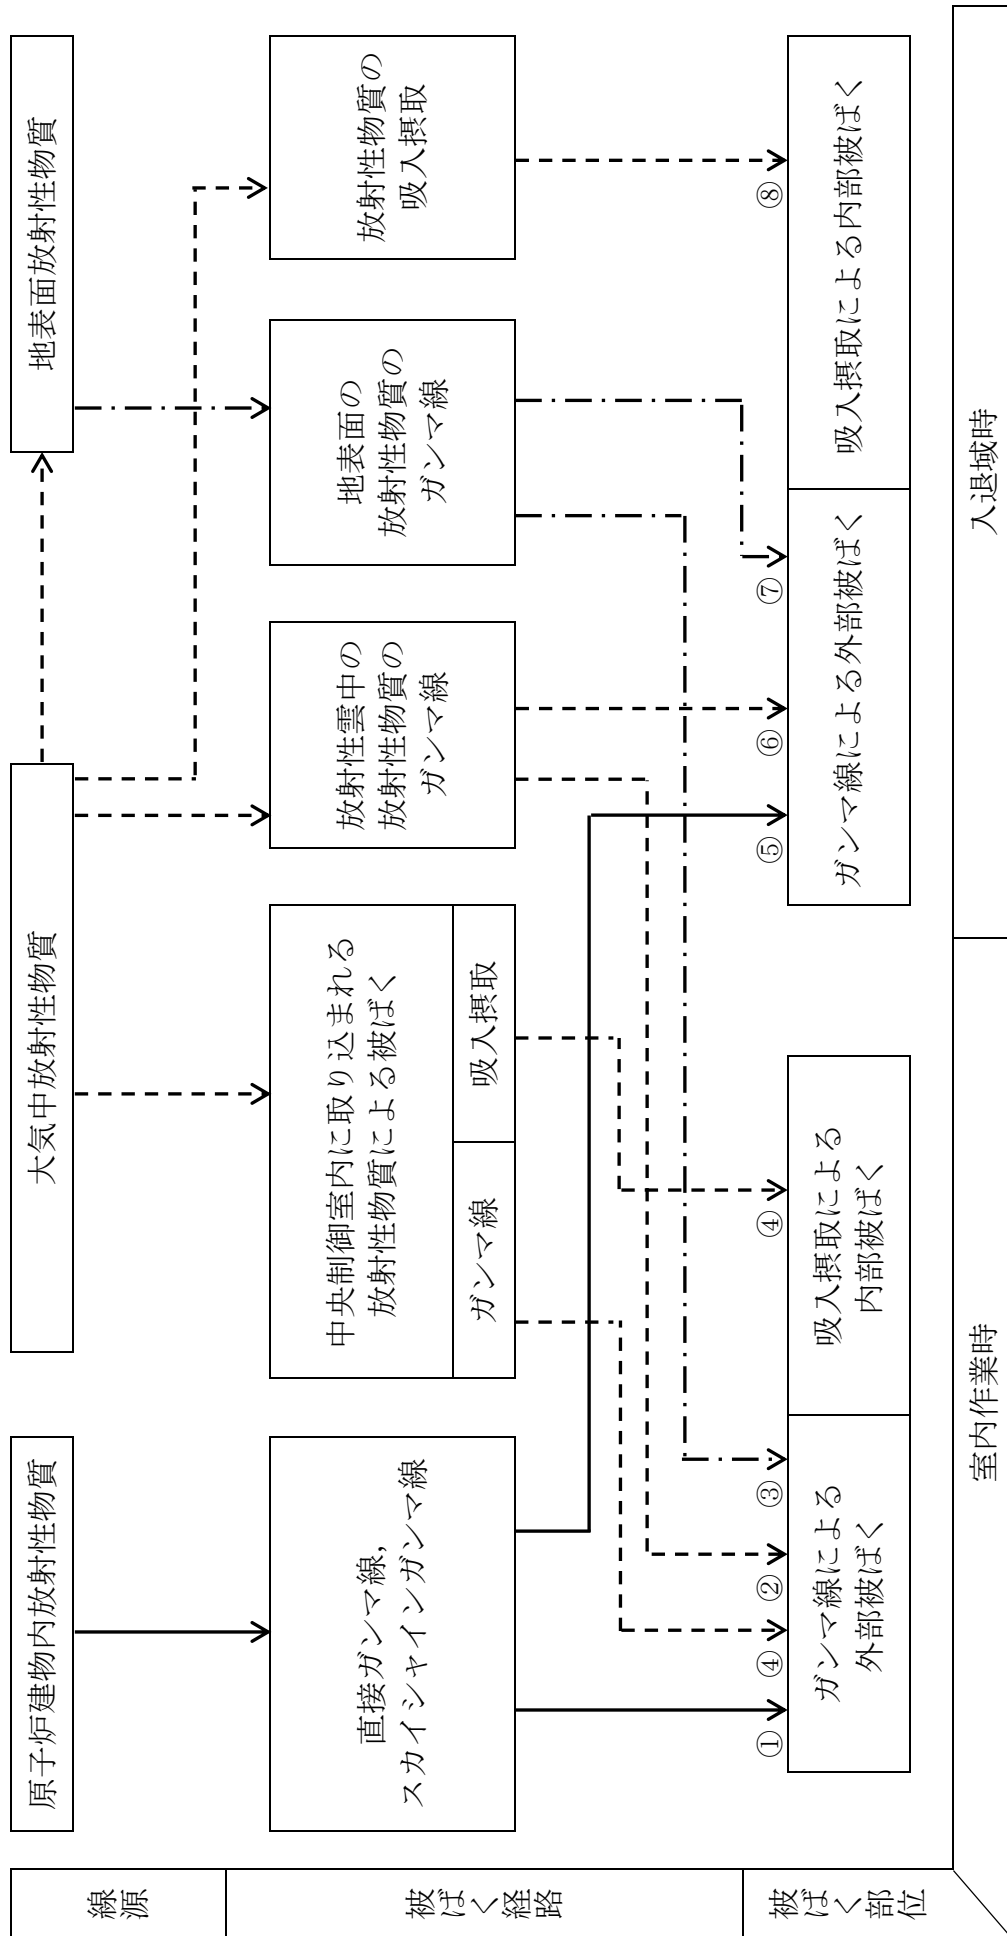 線源
原子炉建物内放射性物質
大気中放射性物質
地表面放射性物質
被ばく経路
直接ガンマ線，
スカイシャインガンマ線
中央制御室内に取り込まれる
放射性物質による被ばく
ガンマ線
吸入摂取
放射性雲中の
放射性物質の
ガンマ線
地表面の
放射性物質の
ガンマ線
放射性物質の
吸入摂取
被ばく部位
①
④
②
③
④
⑤
⑥
⑦
⑧
ガンマ線による
外部被ばく
吸入摂取による
内部被ばく
ガンマ線による外部被ばく
吸入摂取による内部被ばく
室内作業時
入退域時